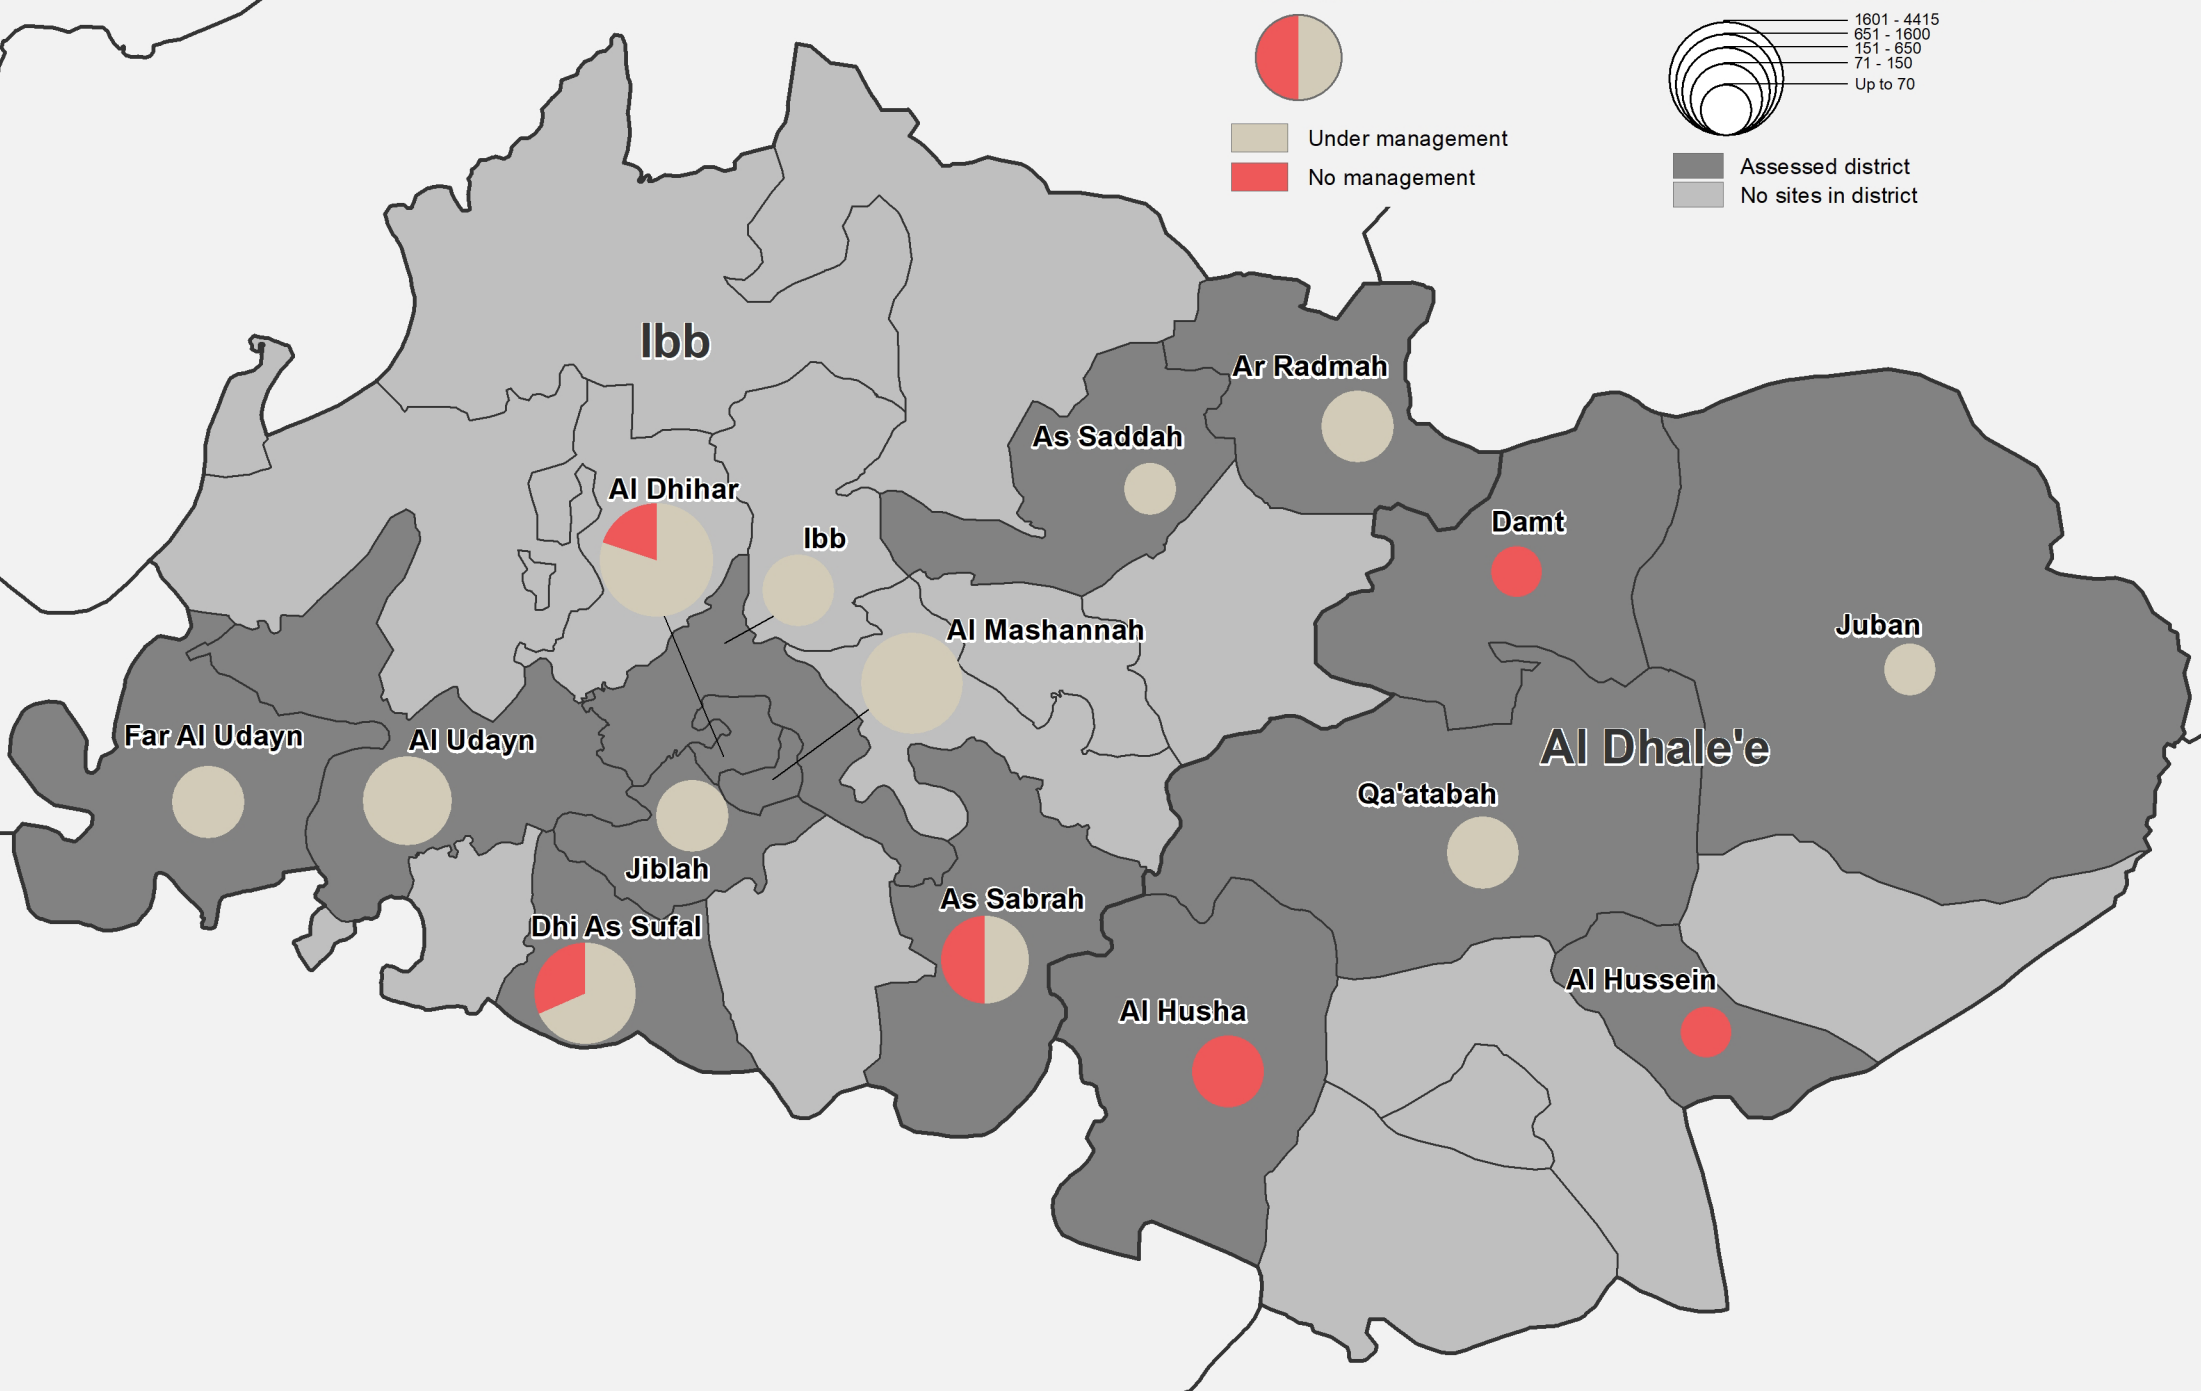 1601 - 4415
651 - 1600
151 - 650
71 - 150
Up to 70
Under management
No management
Assessed district
No sites in district
Ibb
Ar Radmah
As Saddah
Al Dhihar
Damt
Ibb
Juban
Al Mashannah
Far Al Udayn
Al Udayn
Al Dhale'e
Qa'atabah
Jiblah
As Sabrah
Dhi As Sufal
Al Hussein
Al Husha